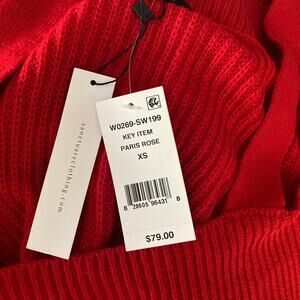 sanctuaryclothing.com
W0269-SW199
KEY ITEM
PARIS ROSE
XS
8 28605 96431 8
$79.00